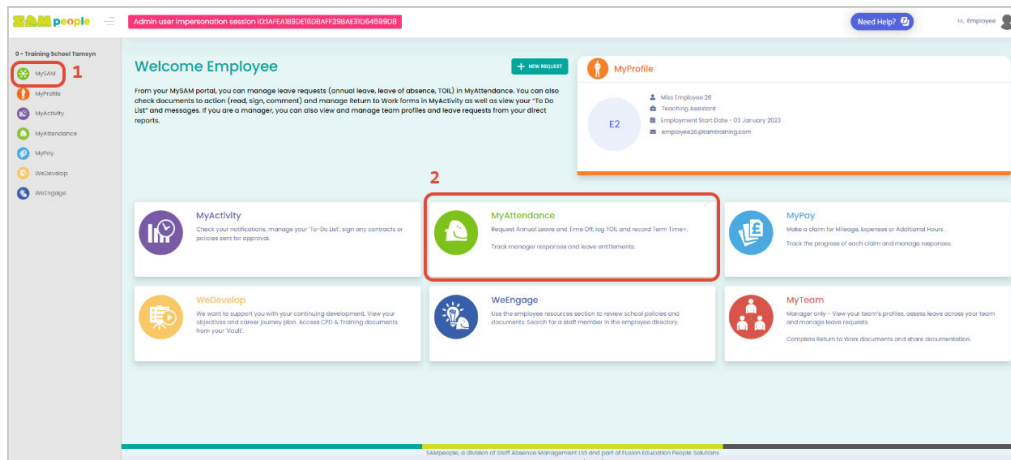 SAMpeople
Admin user impersonation session ID:1AFEA1B9DE16D8AFF29BAE31D64599D8
Need Help?
Hi, Employee
0 - Training School Tamsyn
MySAM
1
MyProfile
MyActivity
MyAttendance
MyPay
WeDevelop
WeEngage
Welcome Employee
+ NEW REQUEST
From your MySAM portal, you can manage leave requests (annual leave, leave of absence, TOIL) in MyAttendance. You can also
check documents to action (read, sign, comment) and manage Return to Work forms in MyActivity as well as view your "To Do
List" and messages. If you are a manager, you can also view and manage team profiles and leave requests from your direct
reports.
MyProfile
E2
Miss Employee 26
Teaching Assistant
Employment Start Date - 03 January 2023
2
MyActivity
Check your notifications, manage your 'To-Do List', sign any contracts or
policies sent for approval.
MyAttendance
Request Annual Leave and Time Off, log TOIL and record Term Time+.
Track manager responses and leave entitlements.
MyPay
Make a claim for Mileage, Expenses or Additional Hours.
Track the progress of each claim and manage responses.
WeDevelop
We want to support you with your continuing development. View your
objectives and career journey plan. Access CPD & Training documents
from your 'Vault'.
WeEngage
Use the employee resources section to review school policies and
documents. Search for a staff member in the employee directory.
MyTeam
Manager only - View your team's profiles, assess leave across your team
and manage leave requests.
Complete Return to Work documents and share documentation.
SAMpeople, a division of Staff Absence Management Ltd and part of Fusion Education People Solutions